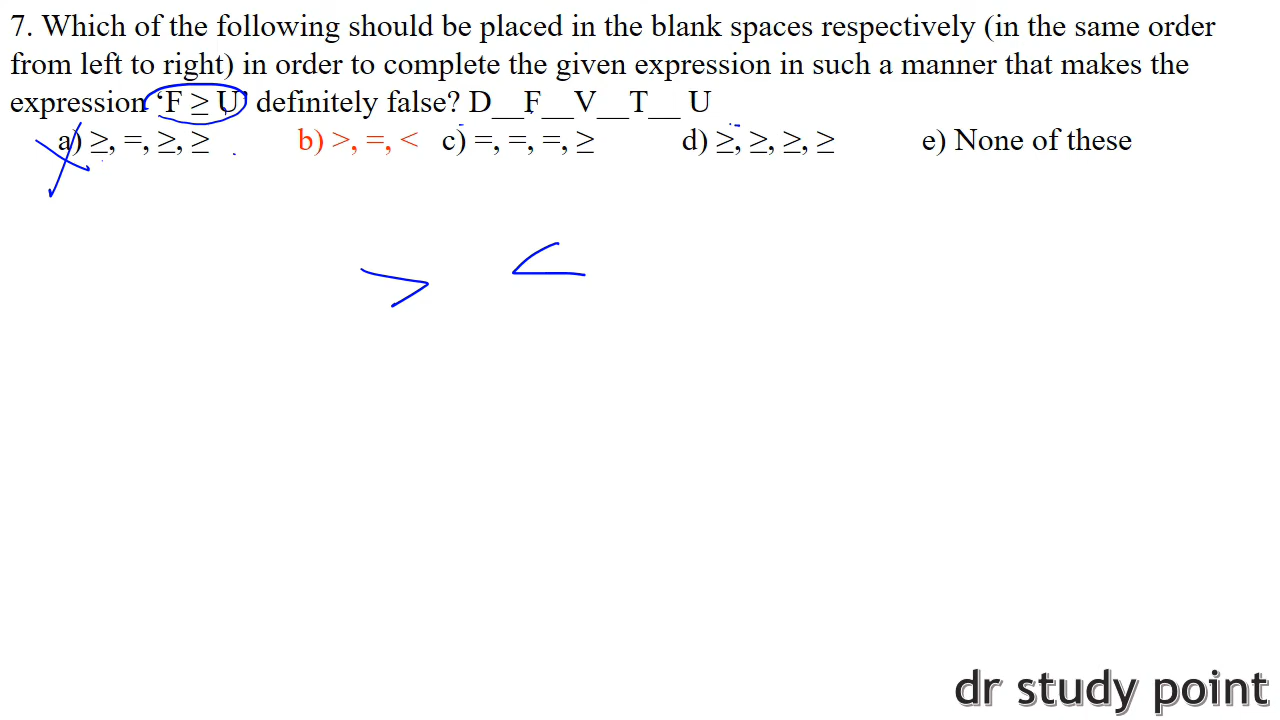 7. Which of the following should be placed in the blank spaces respectively (in the same order
from left to right) in order to complete the given expression in such a manner that makes the
expression ‘F ≥ U’ definitely false? D__F__V__T__ U
a) ≥, =, ≥, ≥ b) >, =, < c) =, =, =, ≥ d) ≥, ≥, ≥, ≥ e) None of these
> <
dr study point